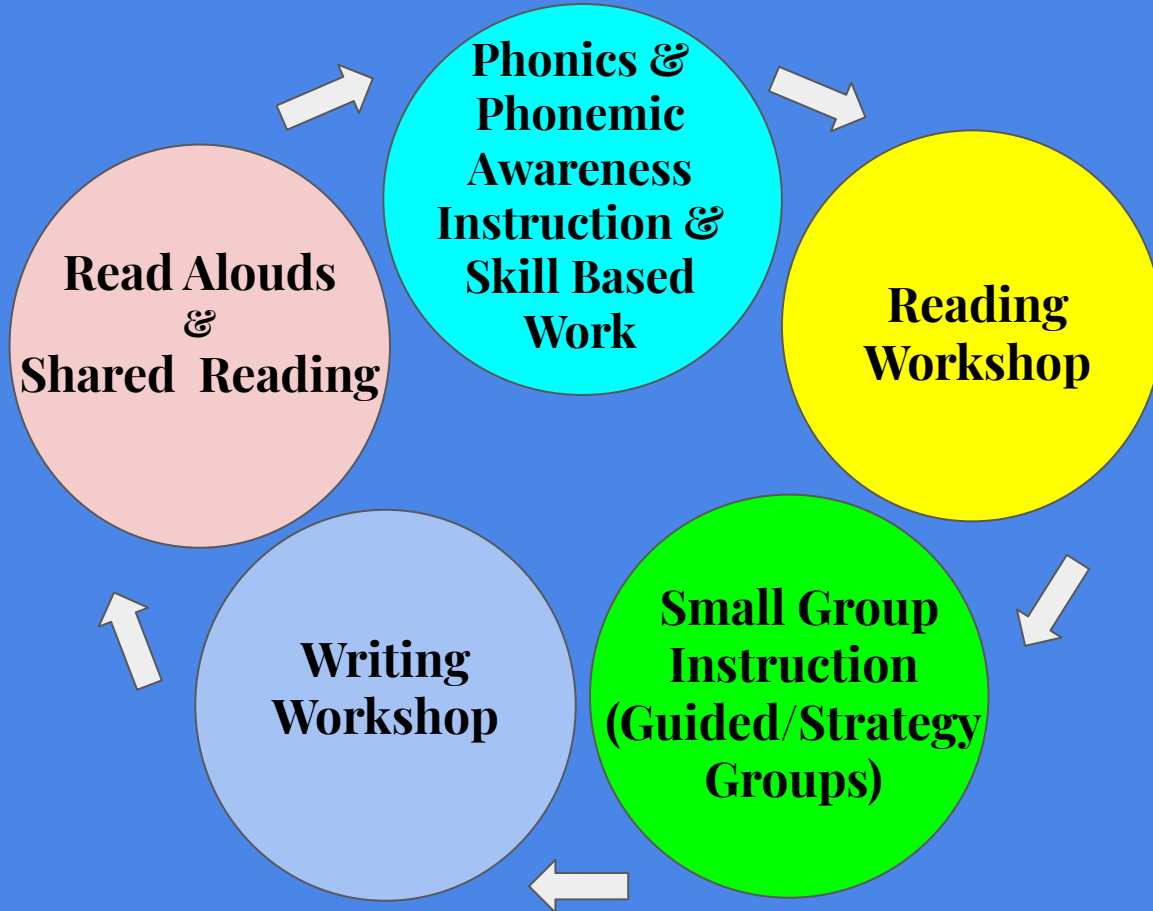 Phonics &
Phonemic
Awareness
Instruction &
Skill Based
Work
Reading
Workshop
Small Group
Instruction
(Guided/Strategy
Groups)
Writing
Workshop
Read Alouds
&
Shared Reading